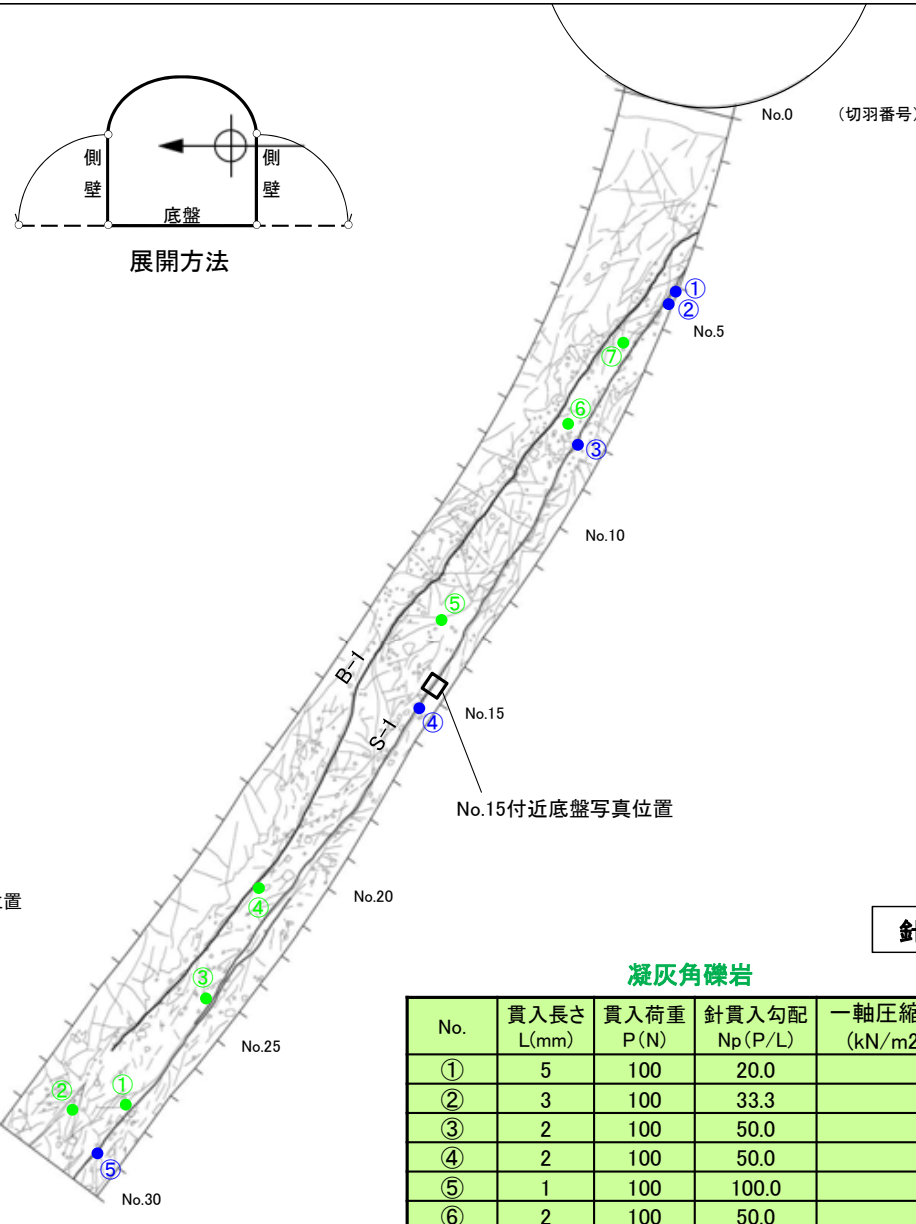 No.0
(切羽番号)
側壁
側壁
底盤
展開方法
①
②
No.5
⑦
⑥
③
No.10
⑤
B-1
No.15
④
S-1
No.15付近底盤写真位置
No.20
④
置
針
③
凝灰角礫岩
No.25
②
①
⑤
No.30
No. 貫入長さ L(mm) 貫入荷重 P(N) 針貫入勾配 Np(P/L) 一軸圧縮 (kN/m2
① 5 100 20.0
② 3 100 33.3
③ 2 100 50.0
④ 2 100 50.0
⑤ 1 100 100.0
⑥ 2 100 50.0